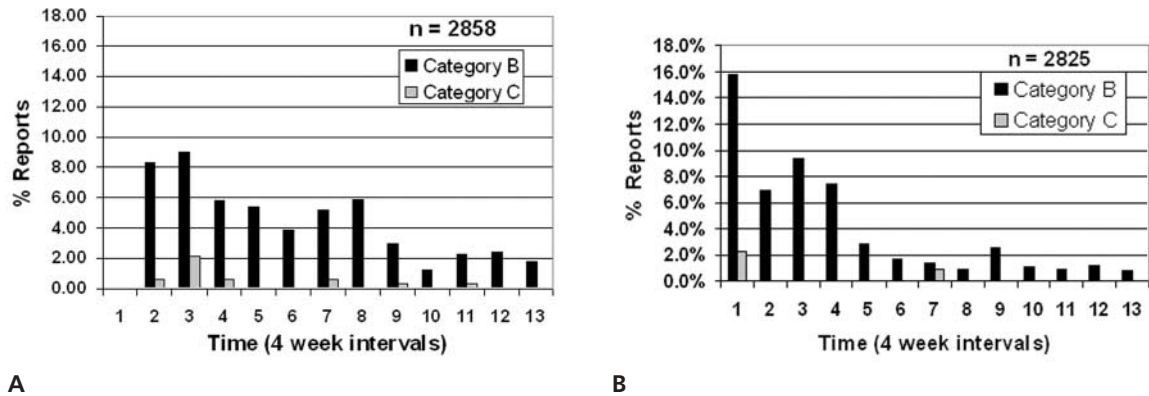 18.00
16.00
14.00
12.00
10.00
8.00
6.00
4.00
2.00
0.00
% Reports
n = 2858
Category B
Category C
1 2 3 4 5 6 7 8 9 10 11 12 13
Time (4 week intervals)
A
18.0%
16.0%
14.0%
12.0%
10.0%
8.0%
6.0%
4.0%
2.0%
0.0%
% Reports
n = 2825
Category B
Category C
1 2 3 4 5 6 7 8 9 10 11 12 13
Time (4 week intervals)
B